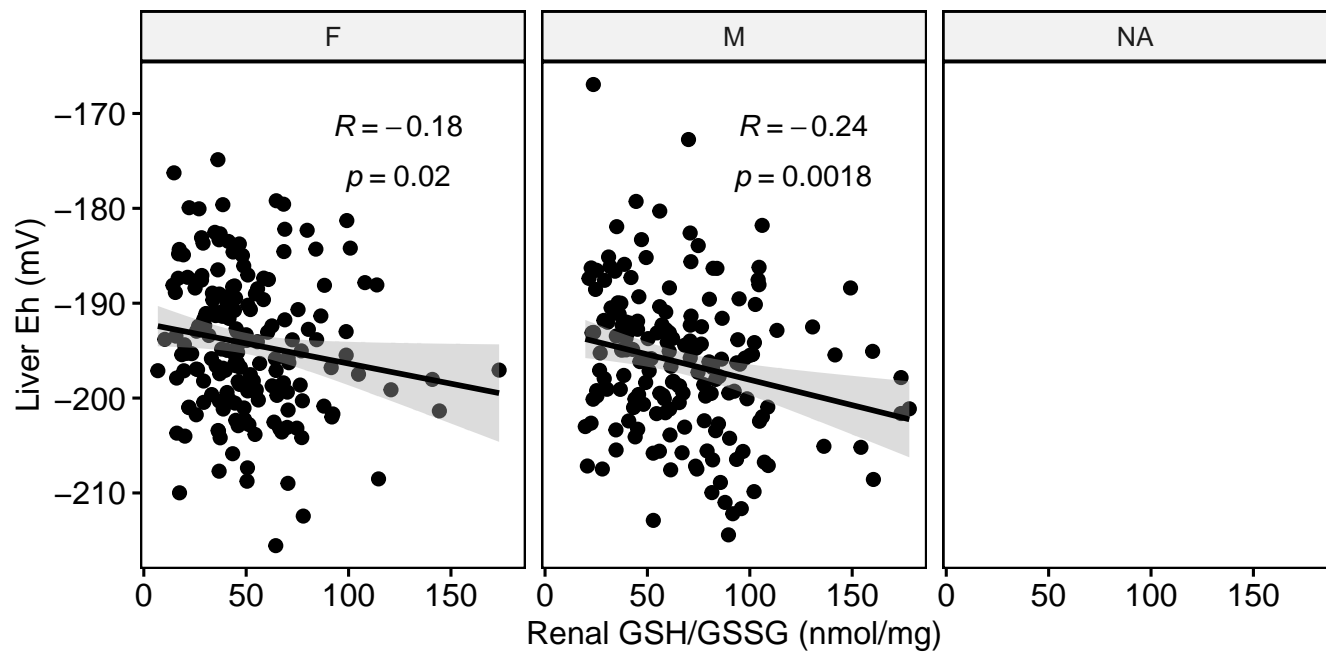 F M NA
Liver Eh (mV)
−170
−180
−190
−200
−210
R = −0.18
p = 0.02
R = −0.24
p = 0.0018
0 50 100 150 0 50 100 150 0 50 100 150
Renal GSH/GSSG (nmol/mg)